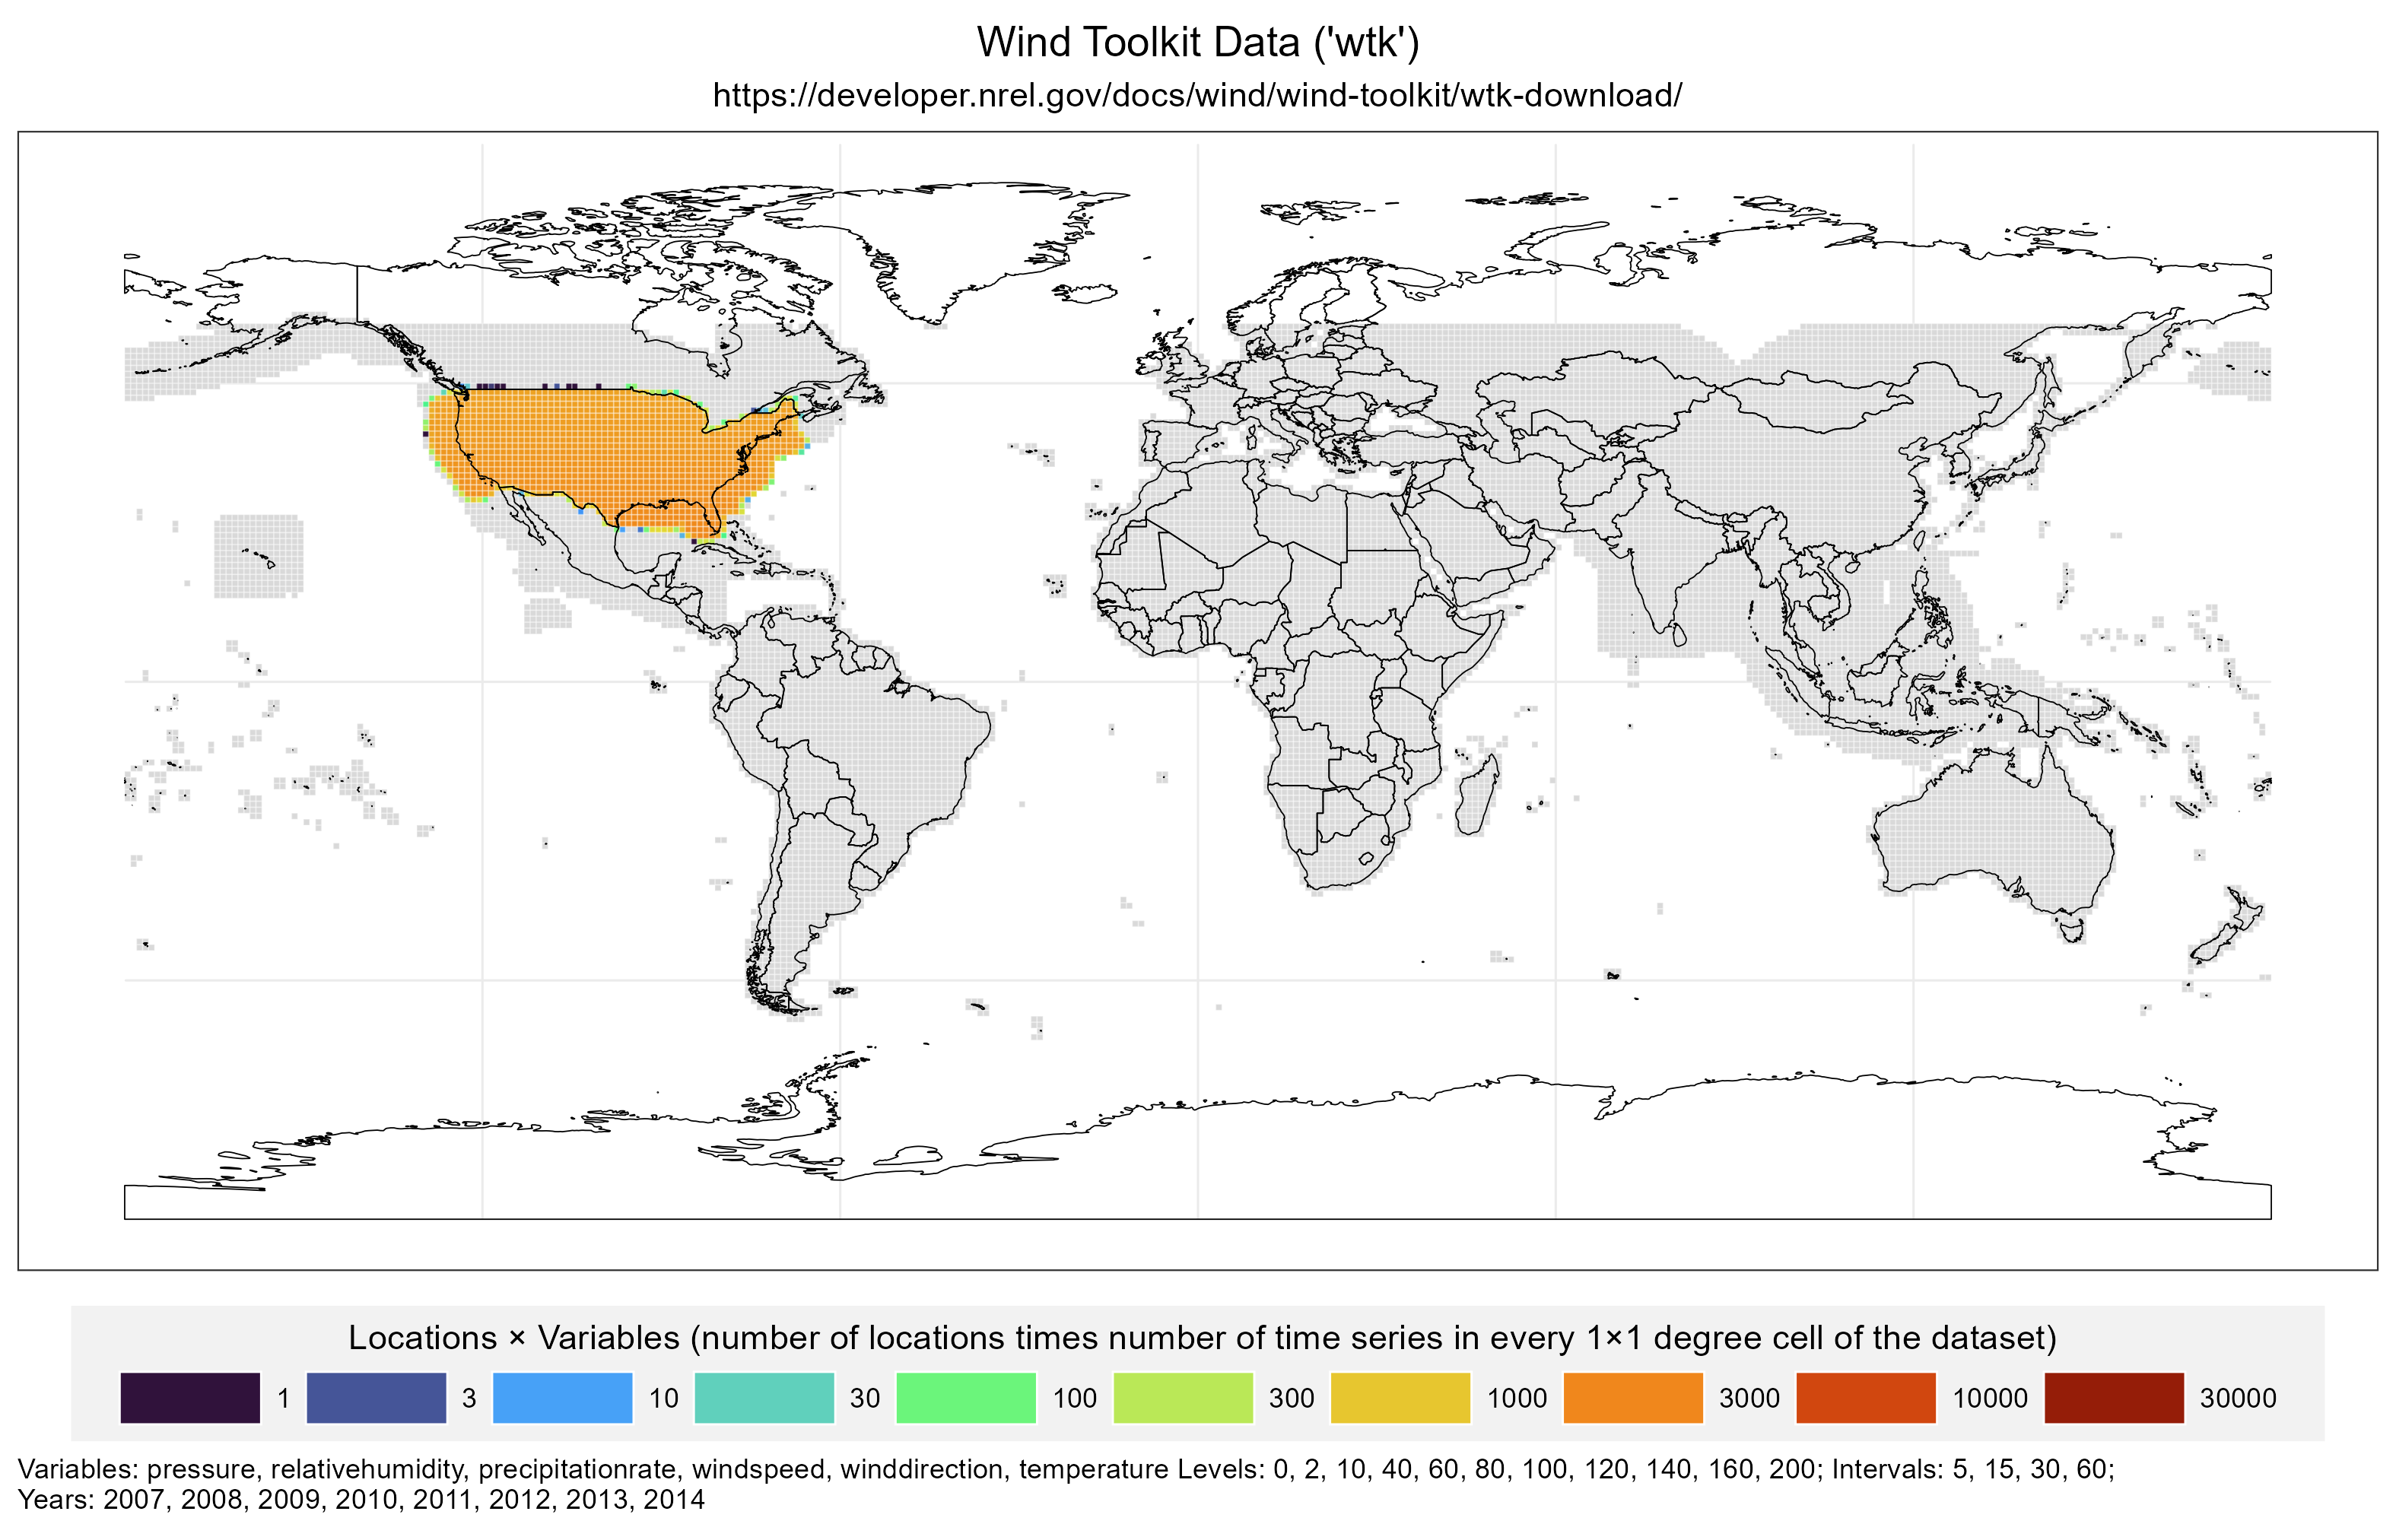 Wind Toolkit Data ('wtk')
https://developer.nrel.gov/docs/wind/wind-toolkit/wtk-download/
Locations × Variables (number of locations times number of time series in every 1×1 degree cell of the dataset)
1 3 10 30 100 300 1000 3000 10000 30000
Variables: pressure, relativehumidity, precipitationrate, windspeed, winddirection, temperature Levels: 0, 2, 10, 40, 60, 80, 100, 120, 140, 160, 200; Intervals: 5, 15, 30, 60;
Years: 2007, 2008, 2009, 2010, 2011, 2012, 2013, 2014